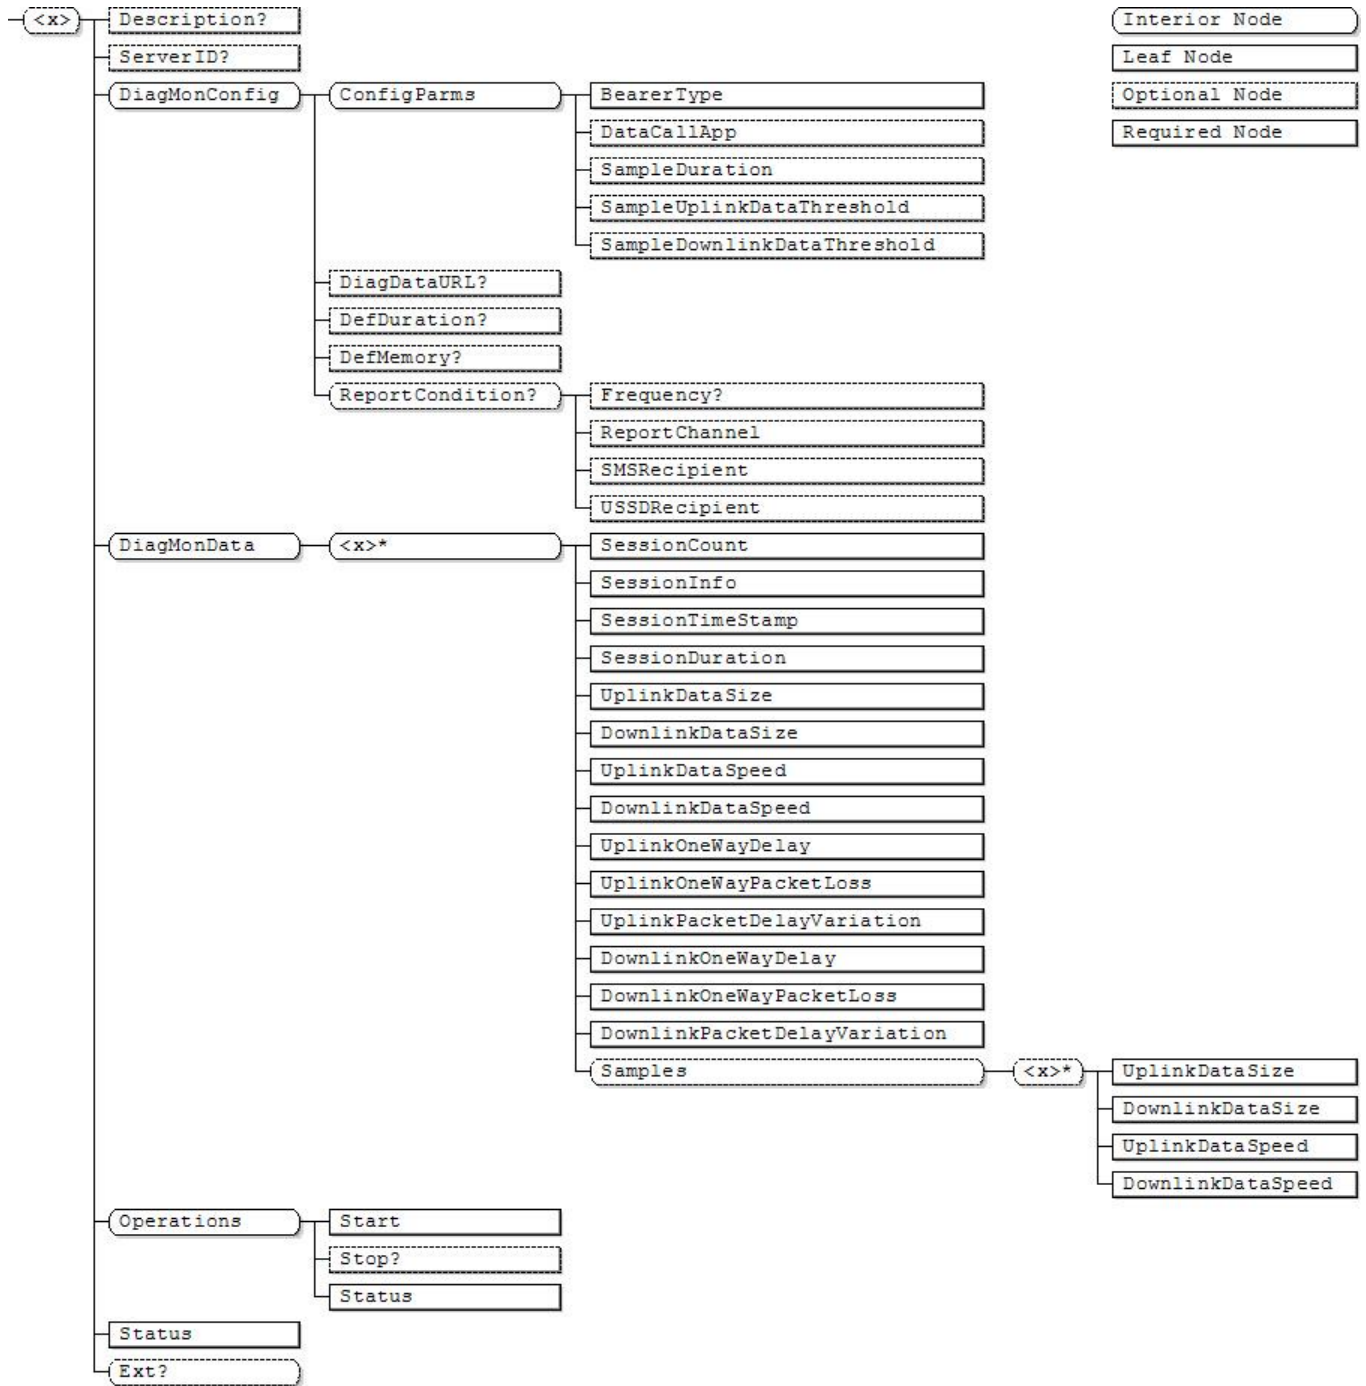 <x>
Description?
Interior Node
ServerID?
Leaf Node
DiagMonConfig
ConfigParms
BearerType
Optional Node
DataCallApp
Required Node
SampleDuration
SampleUplinkDataThreshold
SampleDownlinkDataThreshold
DiagDataURL?
DefDuration?
DefMemory?
ReportCondition?
Frequency?
ReportChannel
SMSRecipient
USSDRecipient
DiagMonData
<x>*
SessionCount
SessionInfo
SessionTimeStamp
SessionDuration
UplinkDataSize
DownlinkDataSize
UplinkDataSpeed
DownlinkDataSpeed
UplinkOneWayDelay
UplinkOneWayPacketLoss
UplinkPacketDelayVariation
DownlinkOneWayDelay
DownlinkOneWayPacketLoss
DownlinkPacketDelayVariation
Samples
<x>*
UplinkDataSize
DownlinkDataSize
UplinkDataSpeed
DownlinkDataSpeed
Operations
Start
Stop?
Status
Status
Ext?